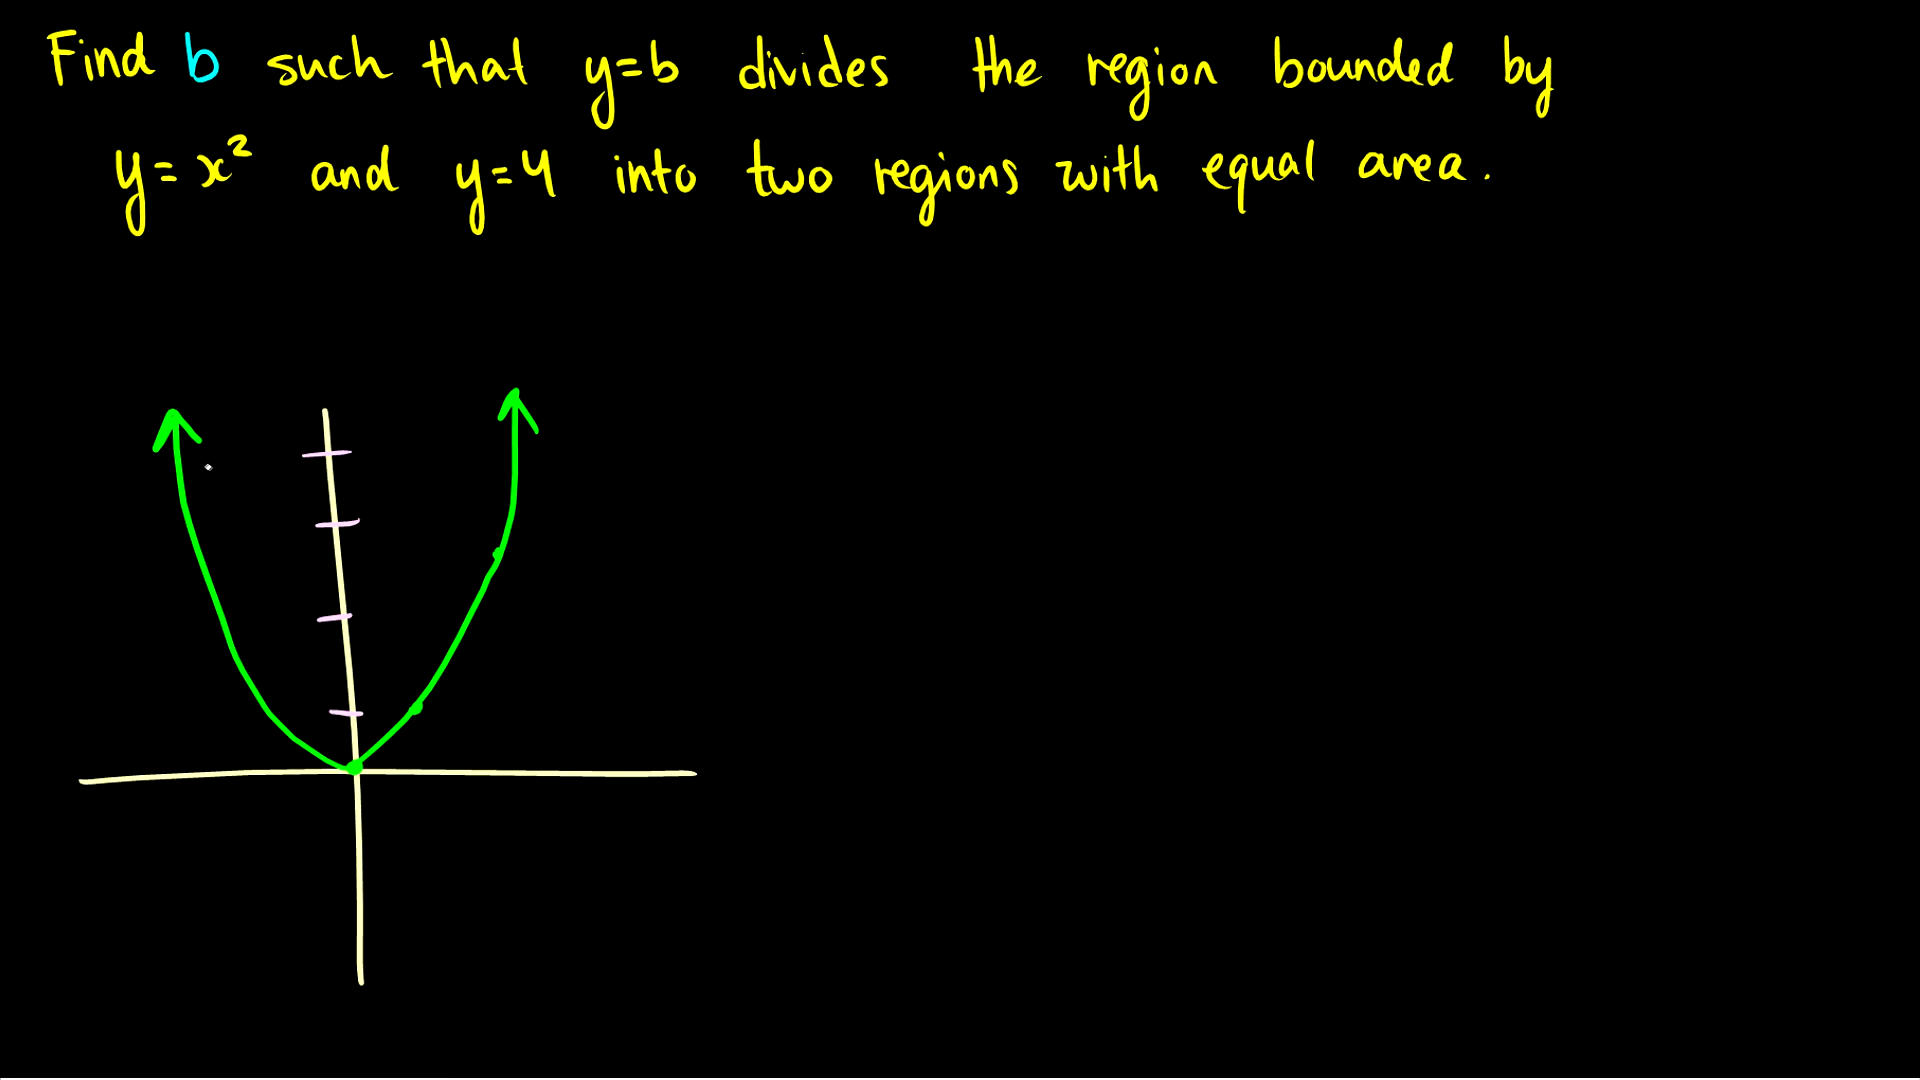 Find b such that y=b divides the region bounded by
y=x² and y=4 into two regions with equal area.